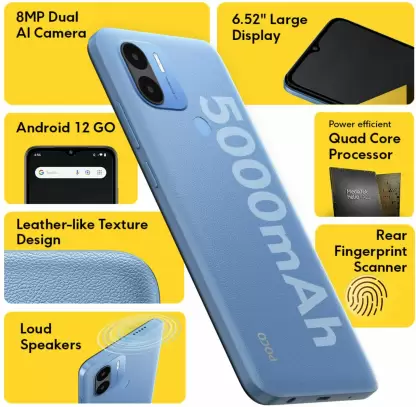 8MP Dual
AI Camera
6.52" Large
Display
Android 12 GO
Power efficient
Quad Core
Processor
5000mAh
Leather-like Texture
Design
Rear
Fingerprint
Scanner
Loud
Speakers
POCO